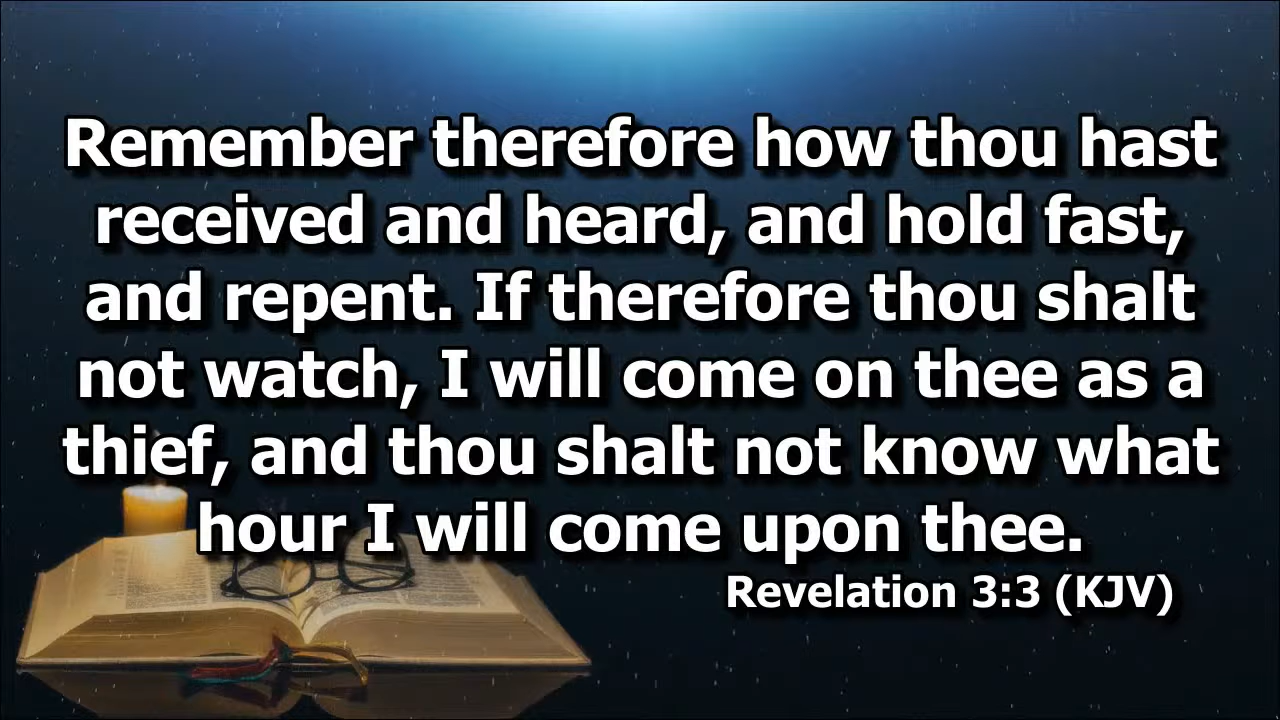 Remember therefore how thou hast
received and heard, and hold fast,
and repent. If therefore thou shalt
not watch, I will come on thee as a
thief, and thou shalt not know what
hour I will come upon thee.
Revelation 3:3 (KJV)